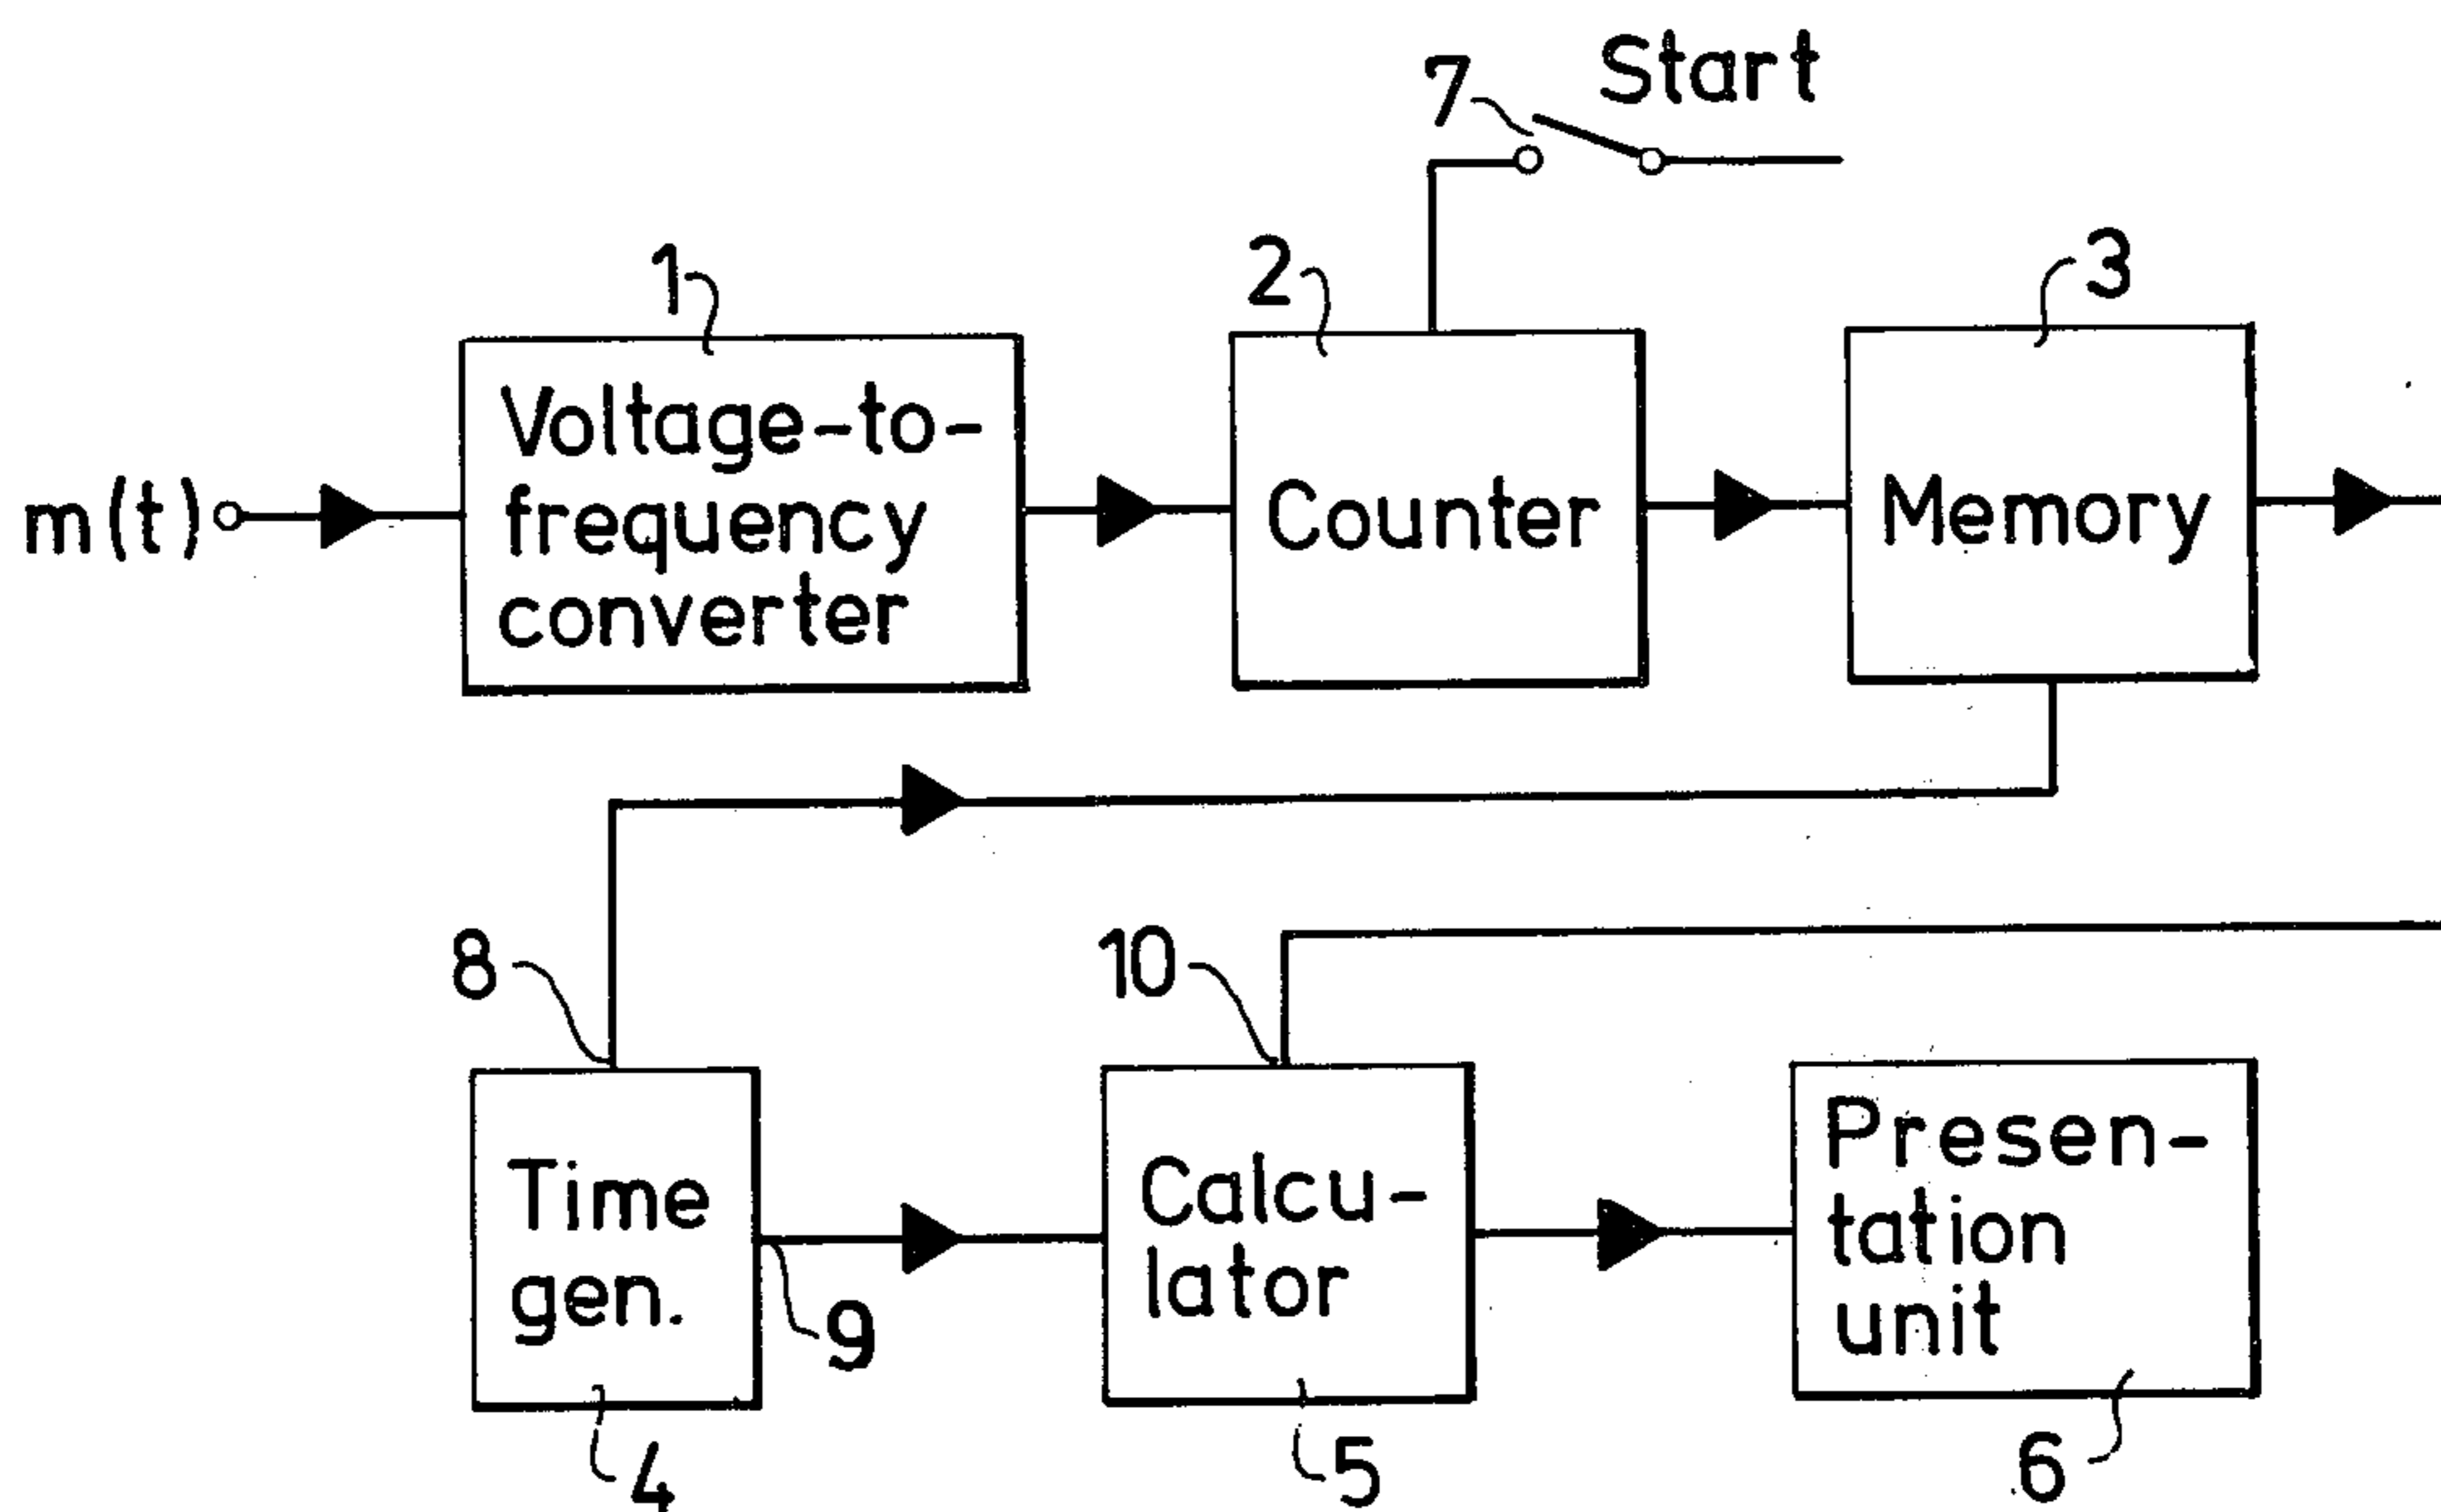 7
Start
1
2
3
Voltage-to-
frequency
converter
m(t)
Counter
Memory
8
10
Time
gen.
9
Calcu-
lator
Presen-
tation
unit
4
5
6